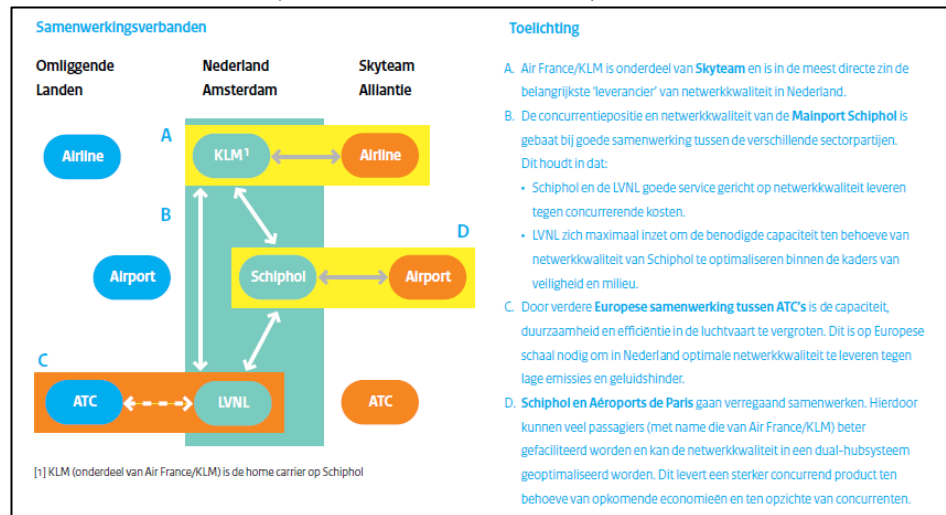 Samenwerkingsverbanden
Omliggende
Landen
Nederland
Amsterdam
Skyteam
Alliantie
A
Airline
KLM¹
Airline
B
D
Airport
Schiphol
Airport
C
ATC
LVNL
ATC
[1] KLM (onderdeel van Air France/KLM) is de home carrier op Schiphol
Toelichting
A. Air France/KLM is onderdeel van Skyteam en is in de meest directe zin de
belangrijkste 'leverancier' van netwerkkwaliteit in Nederland.
B. De concurrentiepositie en netwerkkwaliteit van de Mainport Schiphol is
gebaat bij goede samenwerking tussen de verschillende sectorpartijen.
Dit houdt in dat:
• Schiphol en de LVNL goede service gericht op netwerkkwaliteit leveren
tegen concurrerende kosten.
• LVNL zich maximaal inzet om de benodigde capaciteit ten behoeve van
netwerkkwaliteit van Schiphol te optimaliseren binnen de kaders van
veiligheid en milieu.
C. Door verdere Europese samenwerking tussen ATC's is de capaciteit,
duurzaamheid en efficiëntie in de luchtvaart te vergroten. Dit is op Europese
schaal nodig om in Nederland optimale netwerkkwaliteit te leveren tegen
lage emissies en geluidshinder.
D. Schiphol en Aéroports de Paris gaan verregaand samenwerken. Hierdoor
kunnen veel passagiers (met name die van Air France/KLM) beter
gefaciliteerd worden en kan de netwerkkwaliteit in een dual-hubsysteem
geoptimaliseerd worden. Dit levert een sterker concurrend product ten
behoeve van opkomende economieën en ten opzichte van concurrenten.